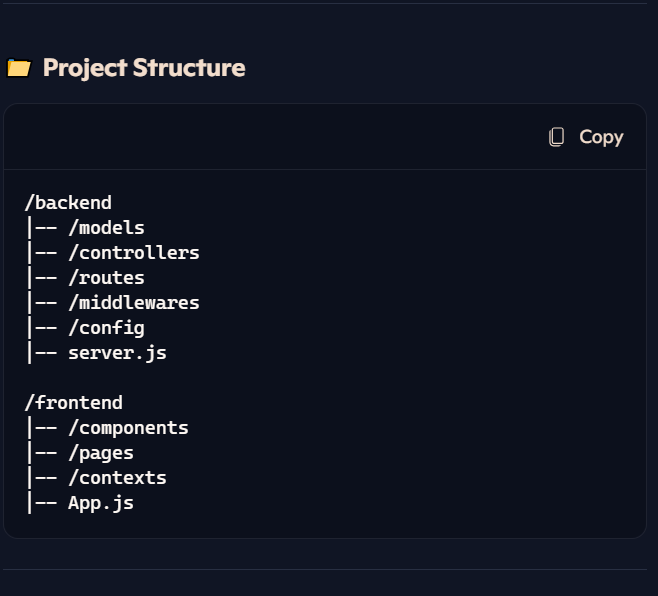 📁 Project Structure
Copy
/backend
|-- /models
|-- /controllers
|-- /routes
|-- /middlewares
|-- /config
|-- server.js
/frontend
|-- /components
|-- /pages
|-- /contexts
|-- App.js